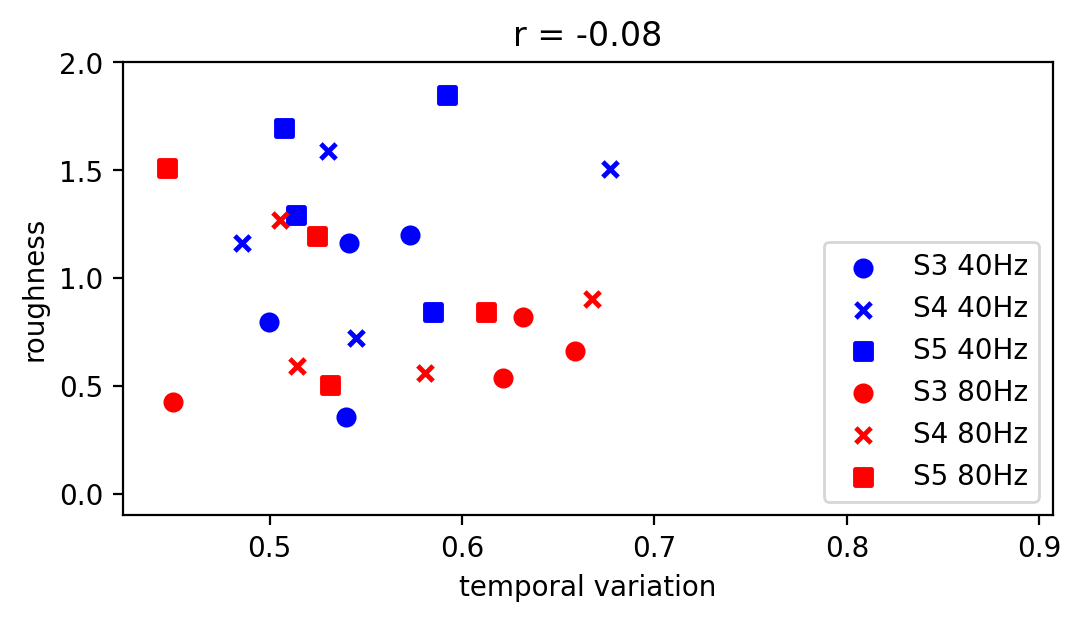 r = -0.08
roughness
2.0
1.5
1.0
0.5
0.0
S3 40Hz
S4 40Hz
S5 40Hz
S3 80Hz
S4 80Hz
S5 80Hz
0.5 0.6 0.7 0.8 0.9
temporal variation